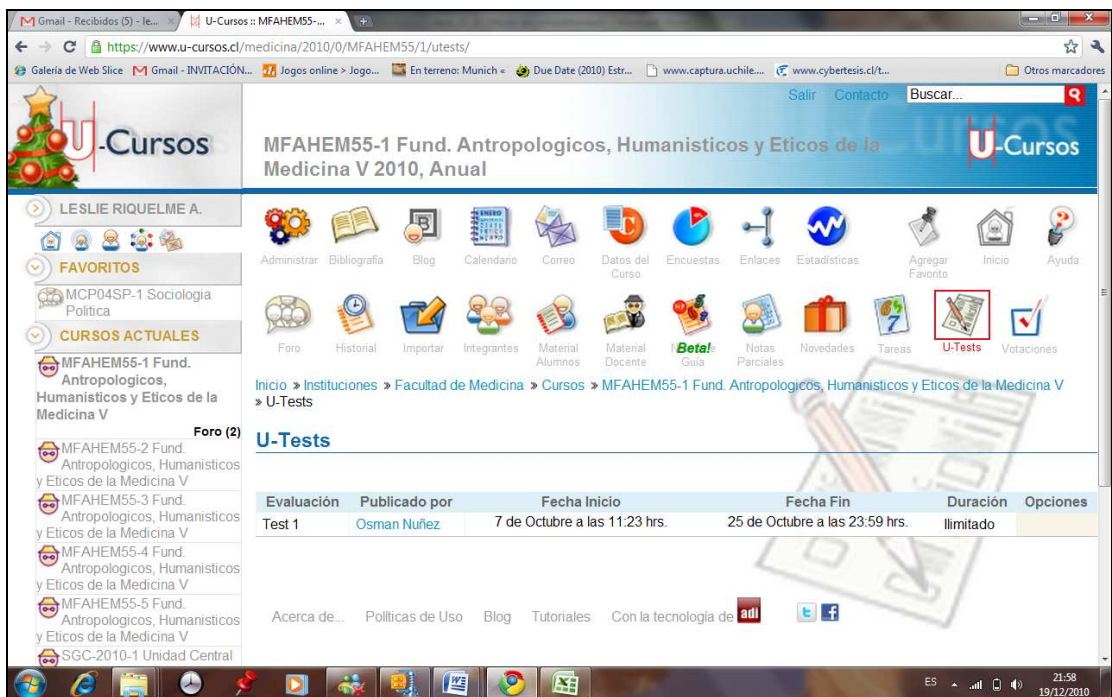 Gmail - Recibidos (5) - le...
U-Cursos :: MFAHEM55-...
https://www.u-cursos.cl/medicina/2010/0/MFAHEM55/1/utests/
Galería de Web Slice Gmail - INVITACIÓN... Jogos online > Jogo... En terreno: Munich « Due Date (2010) Estr... www.captura.uchile.... www.cybertesis.cl/t... Otros marcadores
Salir Contacto Buscar...
U-Cursos
MFAHEM55-1 Fund. Antropologicos, Humanisticos y Eticos de la
Medicina V 2010, Anual
U-Cursos
LESLIE RIQUELME A.
FAVORITOS
MCP04SP-1 Sociologia
Politica
CURSOS ACTUALES
MFAHEM55-1 Fund.
Antropologicos,
Humanisticos y Eticos de la
Medicina V
Foro (2)
MFAHEM55-2 Fund.
Antropologicos, Humanisticos
y Eticos de la Medicina V
MFAHEM55-3 Fund.
Antropologicos, Humanisticos
y Eticos de la Medicina V
MFAHEM55-4 Fund.
Antropologicos, Humanisticos
y Eticos de la Medicina V
MFAHEM55-5 Fund.
Antropologicos, Humanisticos
y Eticos de la Medicina V
SGC-2010-1 Unidad Central
Administrar Bibliografía Blog Calendario Correo Datos del Encuestas Enlaces Estadísticas Agregar Inicio Ayuda
Curso Favorito
Beta!
Foro Historial Importar Integrantes Material Material Notas Novedades Tareas U-Tests Votaciones
Alumnos Docente Guia Parciales
Inicio » Instituciones » Facultad de Medicina » Cursos » MFAHEM55-1 Fund. Antropologicos, Humanisticos y Eticos de la Medicina V
» U-Tests
U-Tests
Evaluación Publicado por Fecha Inicio Fecha Fin Duración Opciones
Test 1 Osman Nuñez 7 de Octubre a las 11:23 hrs. 25 de Octubre a las 23:59 hrs. Ilimitado
Acerca de... Políticas de Uso Blog Tutoriales Con la tecnología de adi
ES 21:58
19/12/2010